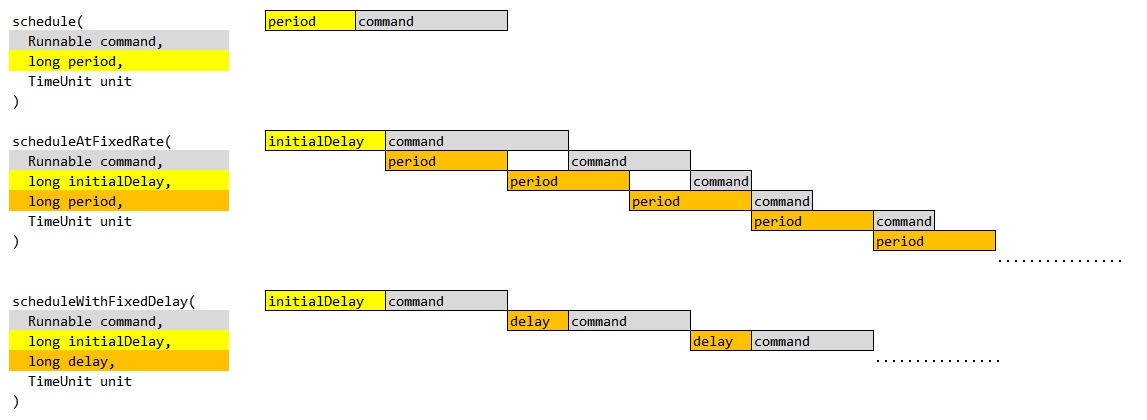 schedule(
Runnable command,
long period,
TimeUnit unit
)
period command
scheduleAtFixedRate(
Runnable command,
long initialDelay,
long period,
TimeUnit unit
)
initialDelay command
period command
period command
period command
period command
period
................
scheduleWithFixedDelay(
Runnable command,
long initialDelay,
long delay,
TimeUnit unit
)
initialDelay command
delay command
delay command
................